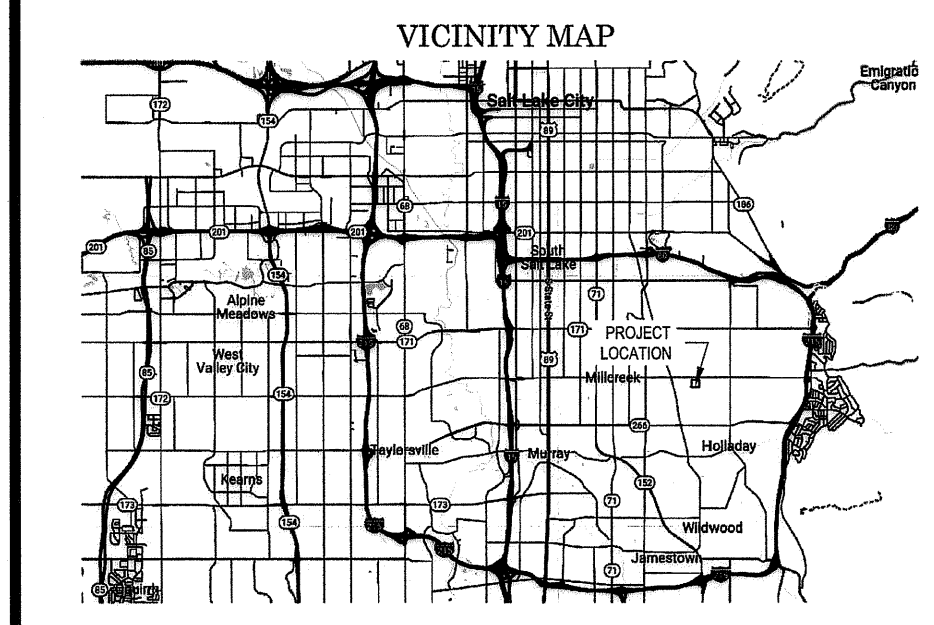 VICINITY MAP
Emigratio
Canyon
172
Salt Lake City
154
89
68
186
201
201
201
201
85
South
Salt Lake
154
71
Alpine
Meadows
68
171
171
PROJECT
LOCATION
West
Valley City
89
85
Millcreek
154
172
266
Taylorsville
Murray
Holladay
Kearns
152
173
173
71
154
Wildwood
Jamestown
71
85